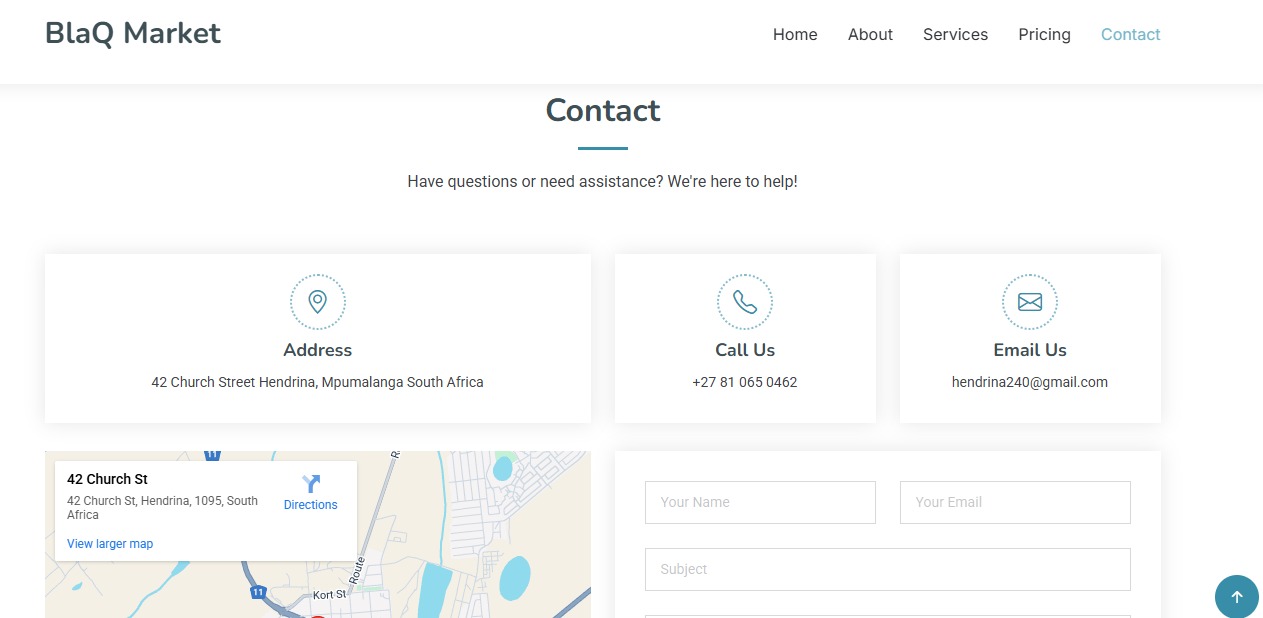 BlaQ Market
Home About Services Pricing Contact
Contact
Have questions or need assistance? We're here to help!
Address
42 Church Street Hendrina, Mpumalanga South Africa
Call Us
+27 81 065 0462
Email Us
hendrina240@gmail.com
11
R
42 Church St
42 Church St, Hendrina, 1095, South
Africa
Directions
View larger map
Route
11
Kort St
Your Name
Your Email
Subject